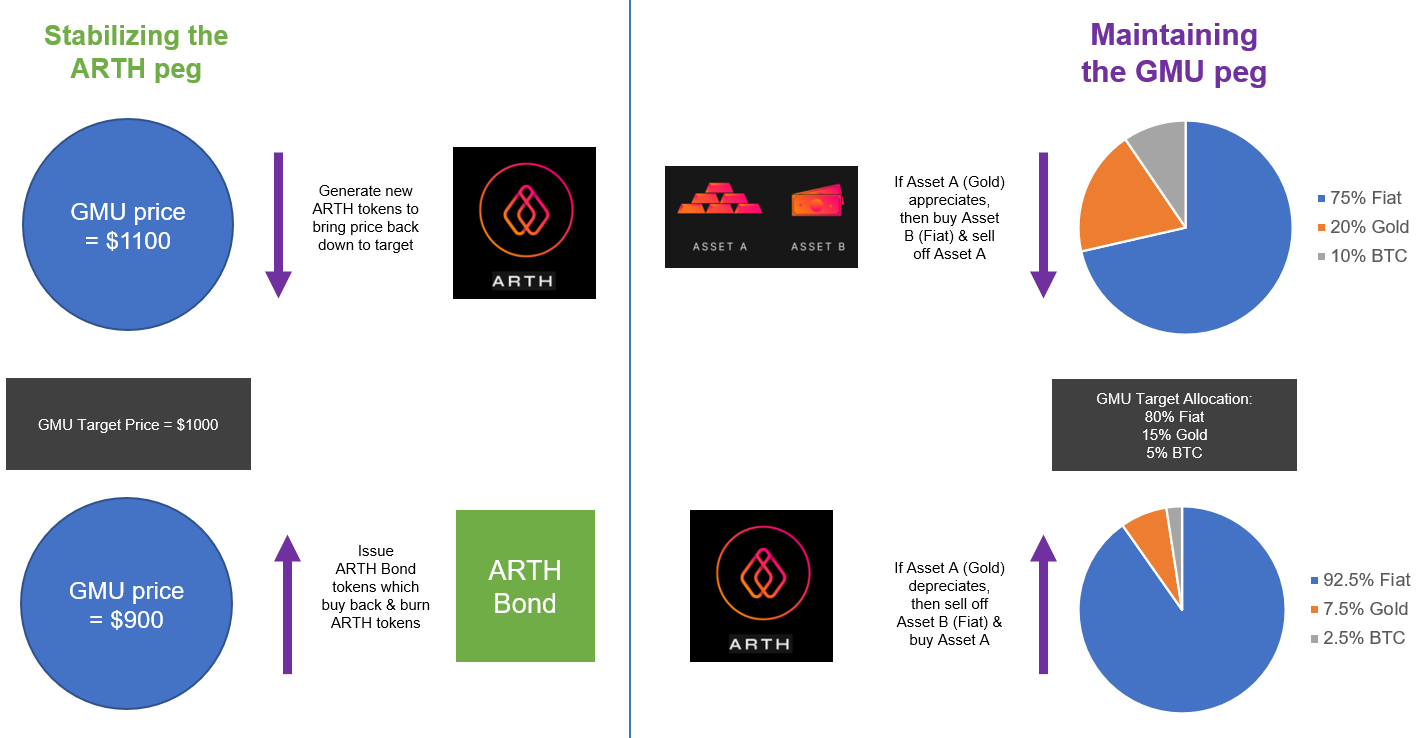 Stabilizing the
ARTH peg
GMU price
= $1100
Generate new
ARTH tokens to
bring price back
down to target
ARTH
GMU Target Price = $1000
GMU price
= $900
Issue
ARTH Bond
tokens which
buy back & burn
ARTH tokens
ARTH
Bond
Maintaining
the GMU peg
ASSET A
ASSET B
If Asset A (Gold)
appreciates,
then buy Asset
B (Fiat) & sell
off Asset A
75% Fiat
20% Gold
10% BTC
GMU Target Allocation:
80% Fiat
15% Gold
5% BTC
ARTH
If Asset A (Gold)
depreciates,
then sell off
Asset B (Fiat) &
buy Asset A
92.5% Fiat
7.5% Gold
2.5% BTC